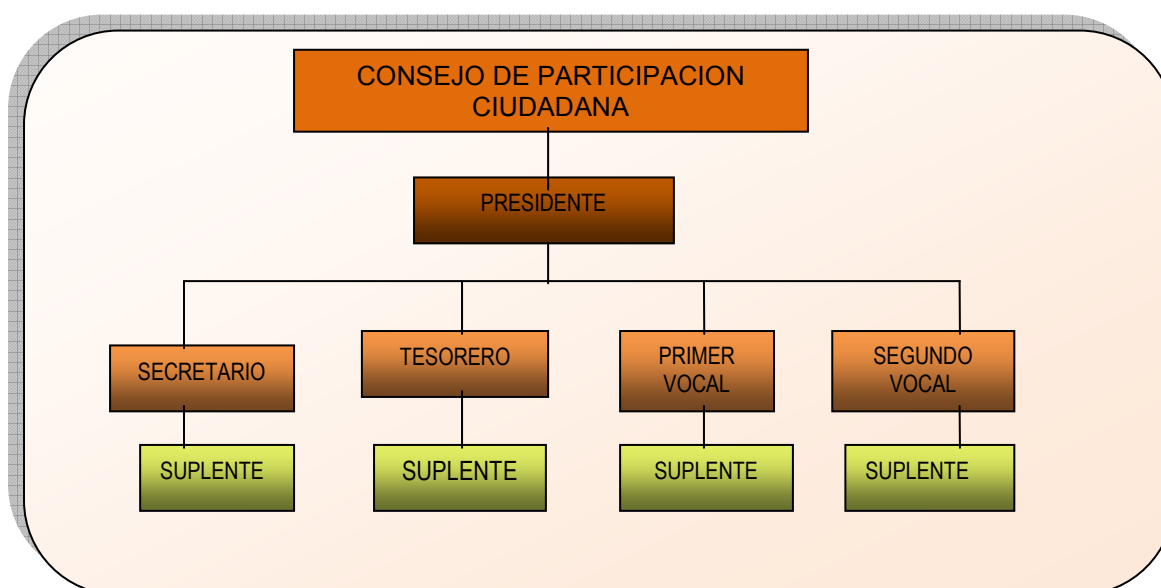 CONSEJO DE PARTICIPACION
CIUDADANA
PRESIDENTE
SECRETARIO
TESORERO
PRIMER
VOCAL
SEGUNDO
VOCAL
SUPLENTE
SUPLENTE
SUPLENTE
SUPLENTE